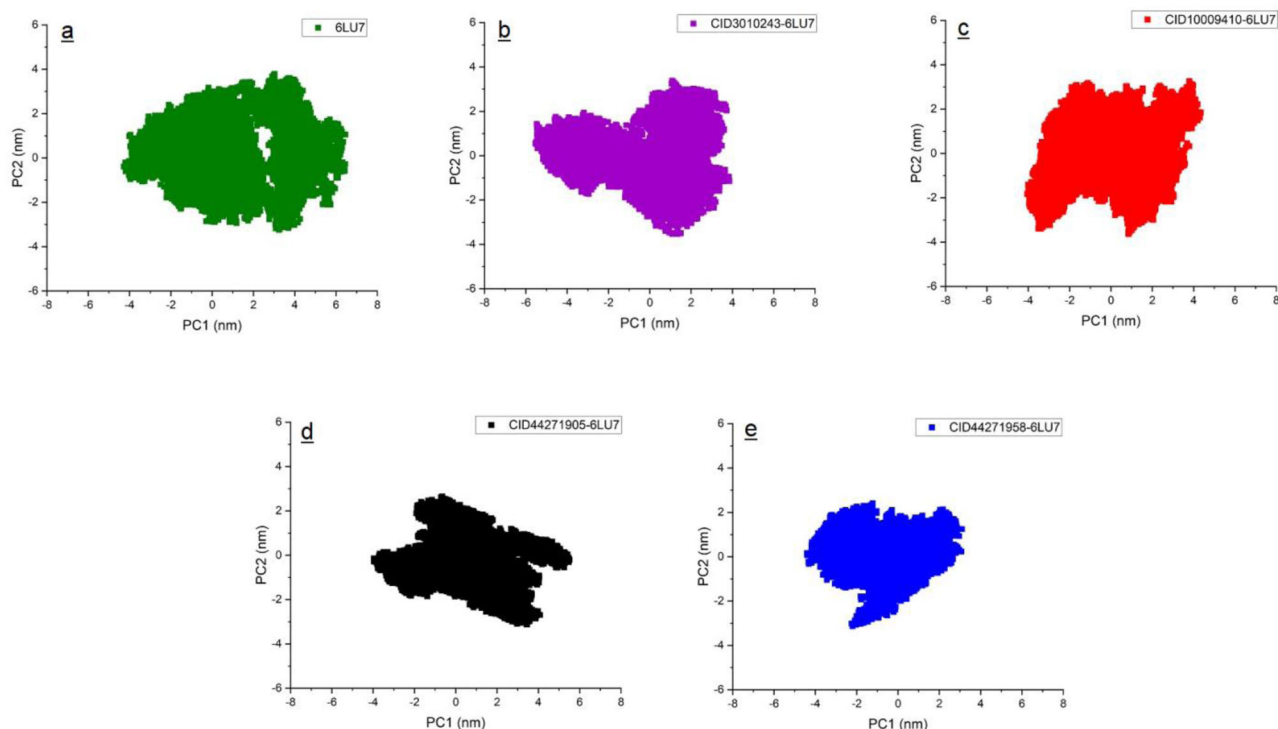 a
6LU7
6
4
2
0
-2
-4
-6
PC2 (nm)
-8 -6 -4 -2 0 2 4 6 8
PC1 (nm)
b
CID3010243-6LU7
6
4
2
0
-2
-4
-6
PC2 (nm)
-8 -6 -4 -2 0 2 4 6 8
PC1 (nm)
c
CID10009410-6LU7
6
4
2
0
-2
-4
-6
PC2 (nm)
-8 -6 -4 -2 0 2 4 6 8
PC1 (nm)
d
CID44271905-6LU7
6
4
2
0
-2
-4
-6
PC2 (nm)
-8 -6 -4 -2 0 2 4 6 8
PC1 (nm)
e
CID44271958-6LU7
6
4
2
0
-2
-4
-6
PC2 (nm)
-8 -6 -4 -2 0 2 4 6 8
PC1 (nm)